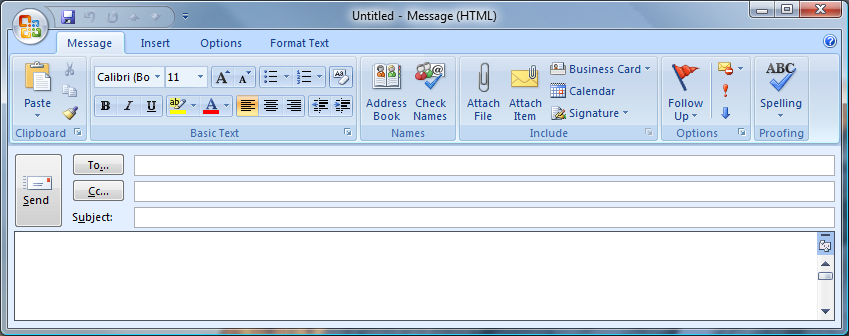 Untitled - Message (HTML)
Message Insert Options Format Text
Paste
Clipboard
Calibri (Bo 11 A A
B I U ab A
Basic Text
Address Book
Check Names
Names
Attach File
Attach Item
Business Card
Calendar
Signature
Include
Follow Up
Options
ABC
Spelling
Proofing
Send
To...
Cc...
Subject: